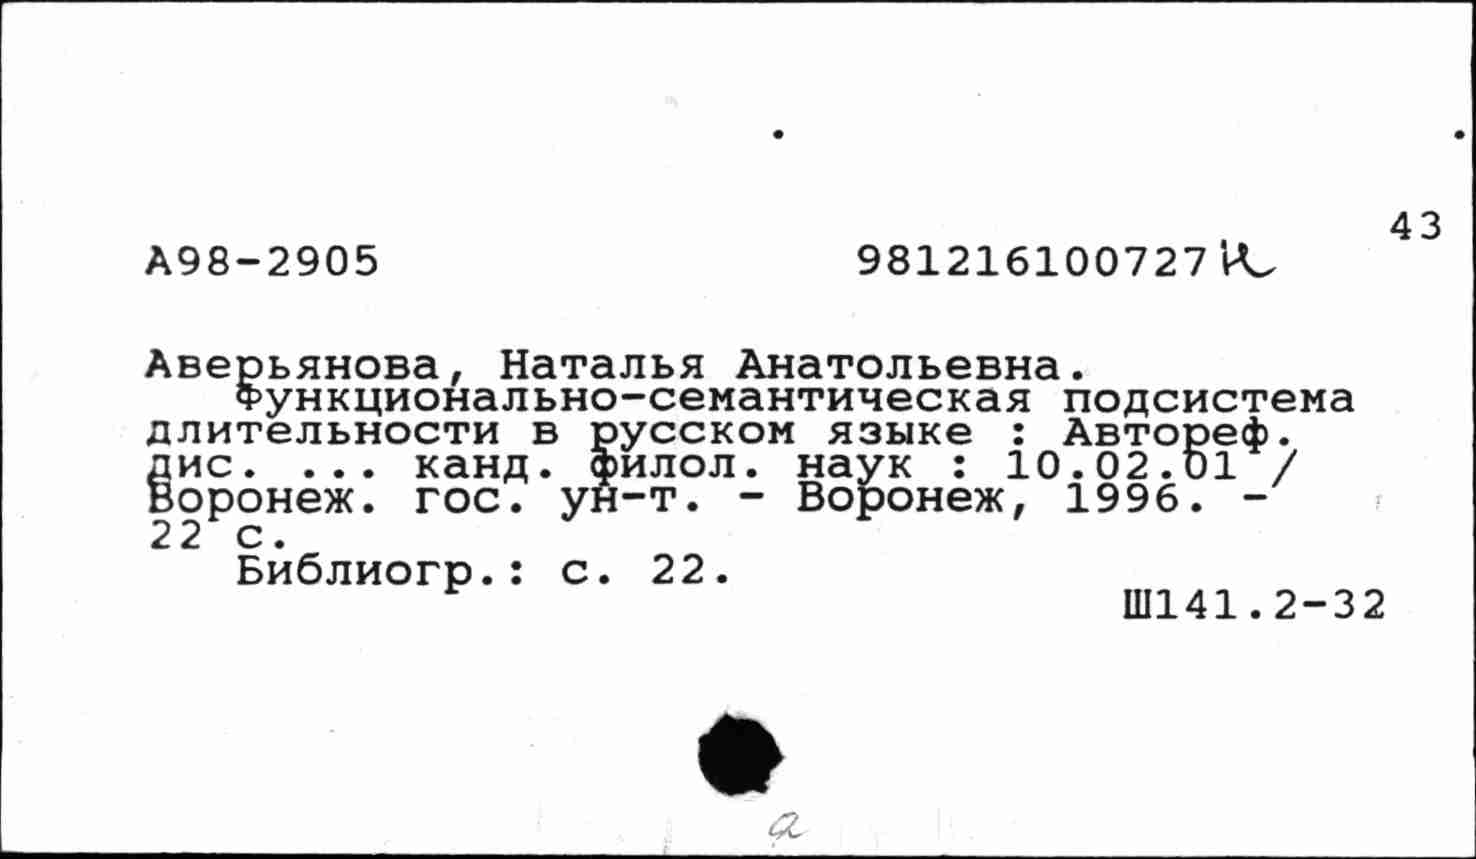 43
А98-2905 981216100727 И
Аверьянова, Наталья Анатольевна.
Функционально-семантическая подсистема
длительности в русском языке : Автореф.
дис. ... канд. филол. наук : 10.02.01 /
Воронеж. гос. ун-т. - Воронеж, 1996. -
22 с.
Библиогр.: с. 22.
Ш141.2-32